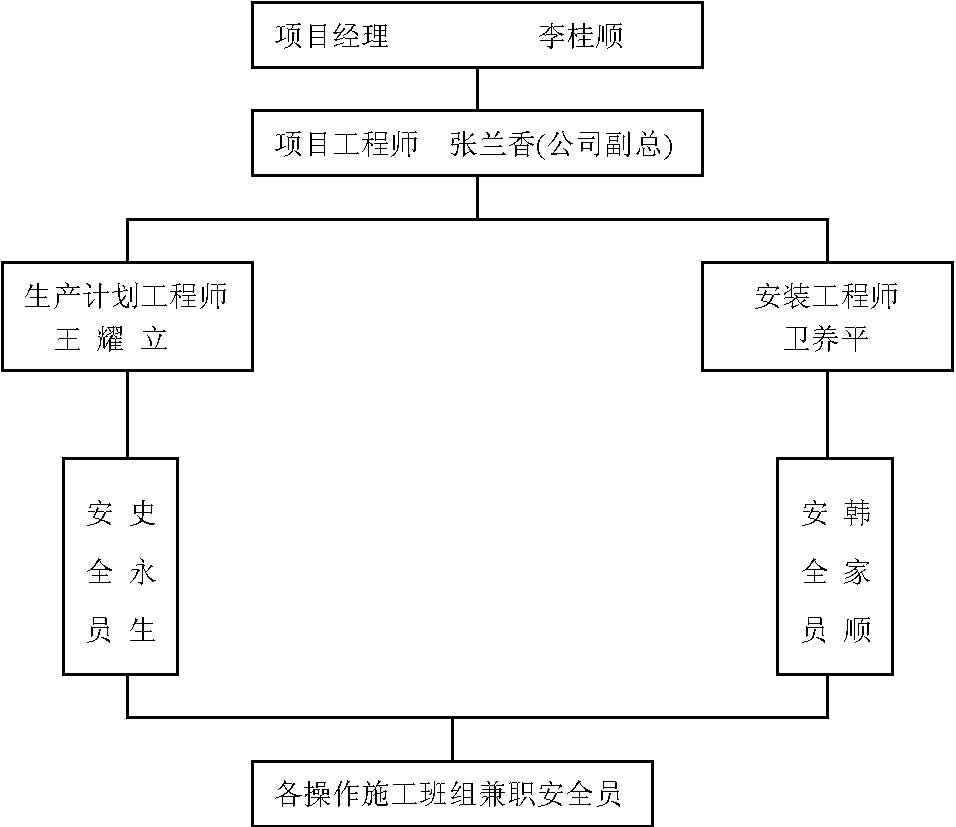 项目经理 李桂顺
项目工程师 张兰香(公司副总)
生产计划工程师
王 耀 立
安装工程师
卫养平
安 史
全 永
员 生
安 韩
全 家
员 顺
各操作施工班组兼职安全员